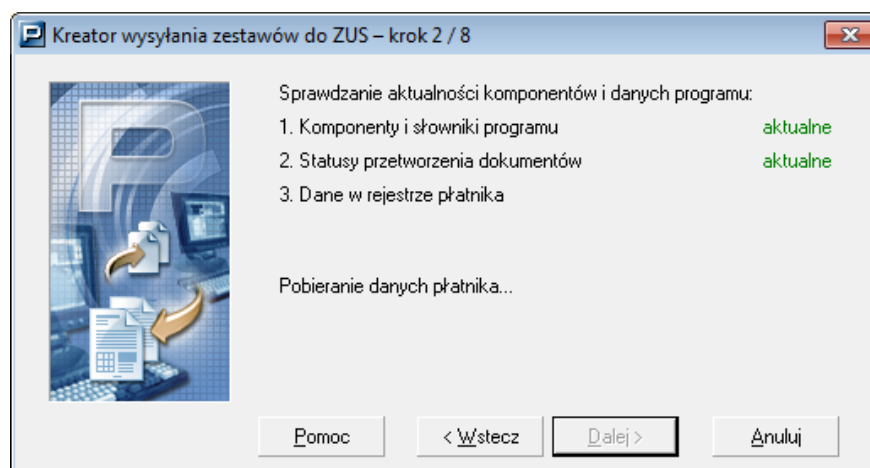 Kreator wysyłania zestawów do ZUS – krok 2 / 8
Sprawdzanie aktualności komponentów i danych programu:
1. Komponenty i słowniki programu aktualne
2. Statusy przetworzenia dokumentów aktualne
3. Dane w rejestrze płatnika
Pobieranie danych płatnika...
Pomoc < Wstecz Dalej > Anuluj